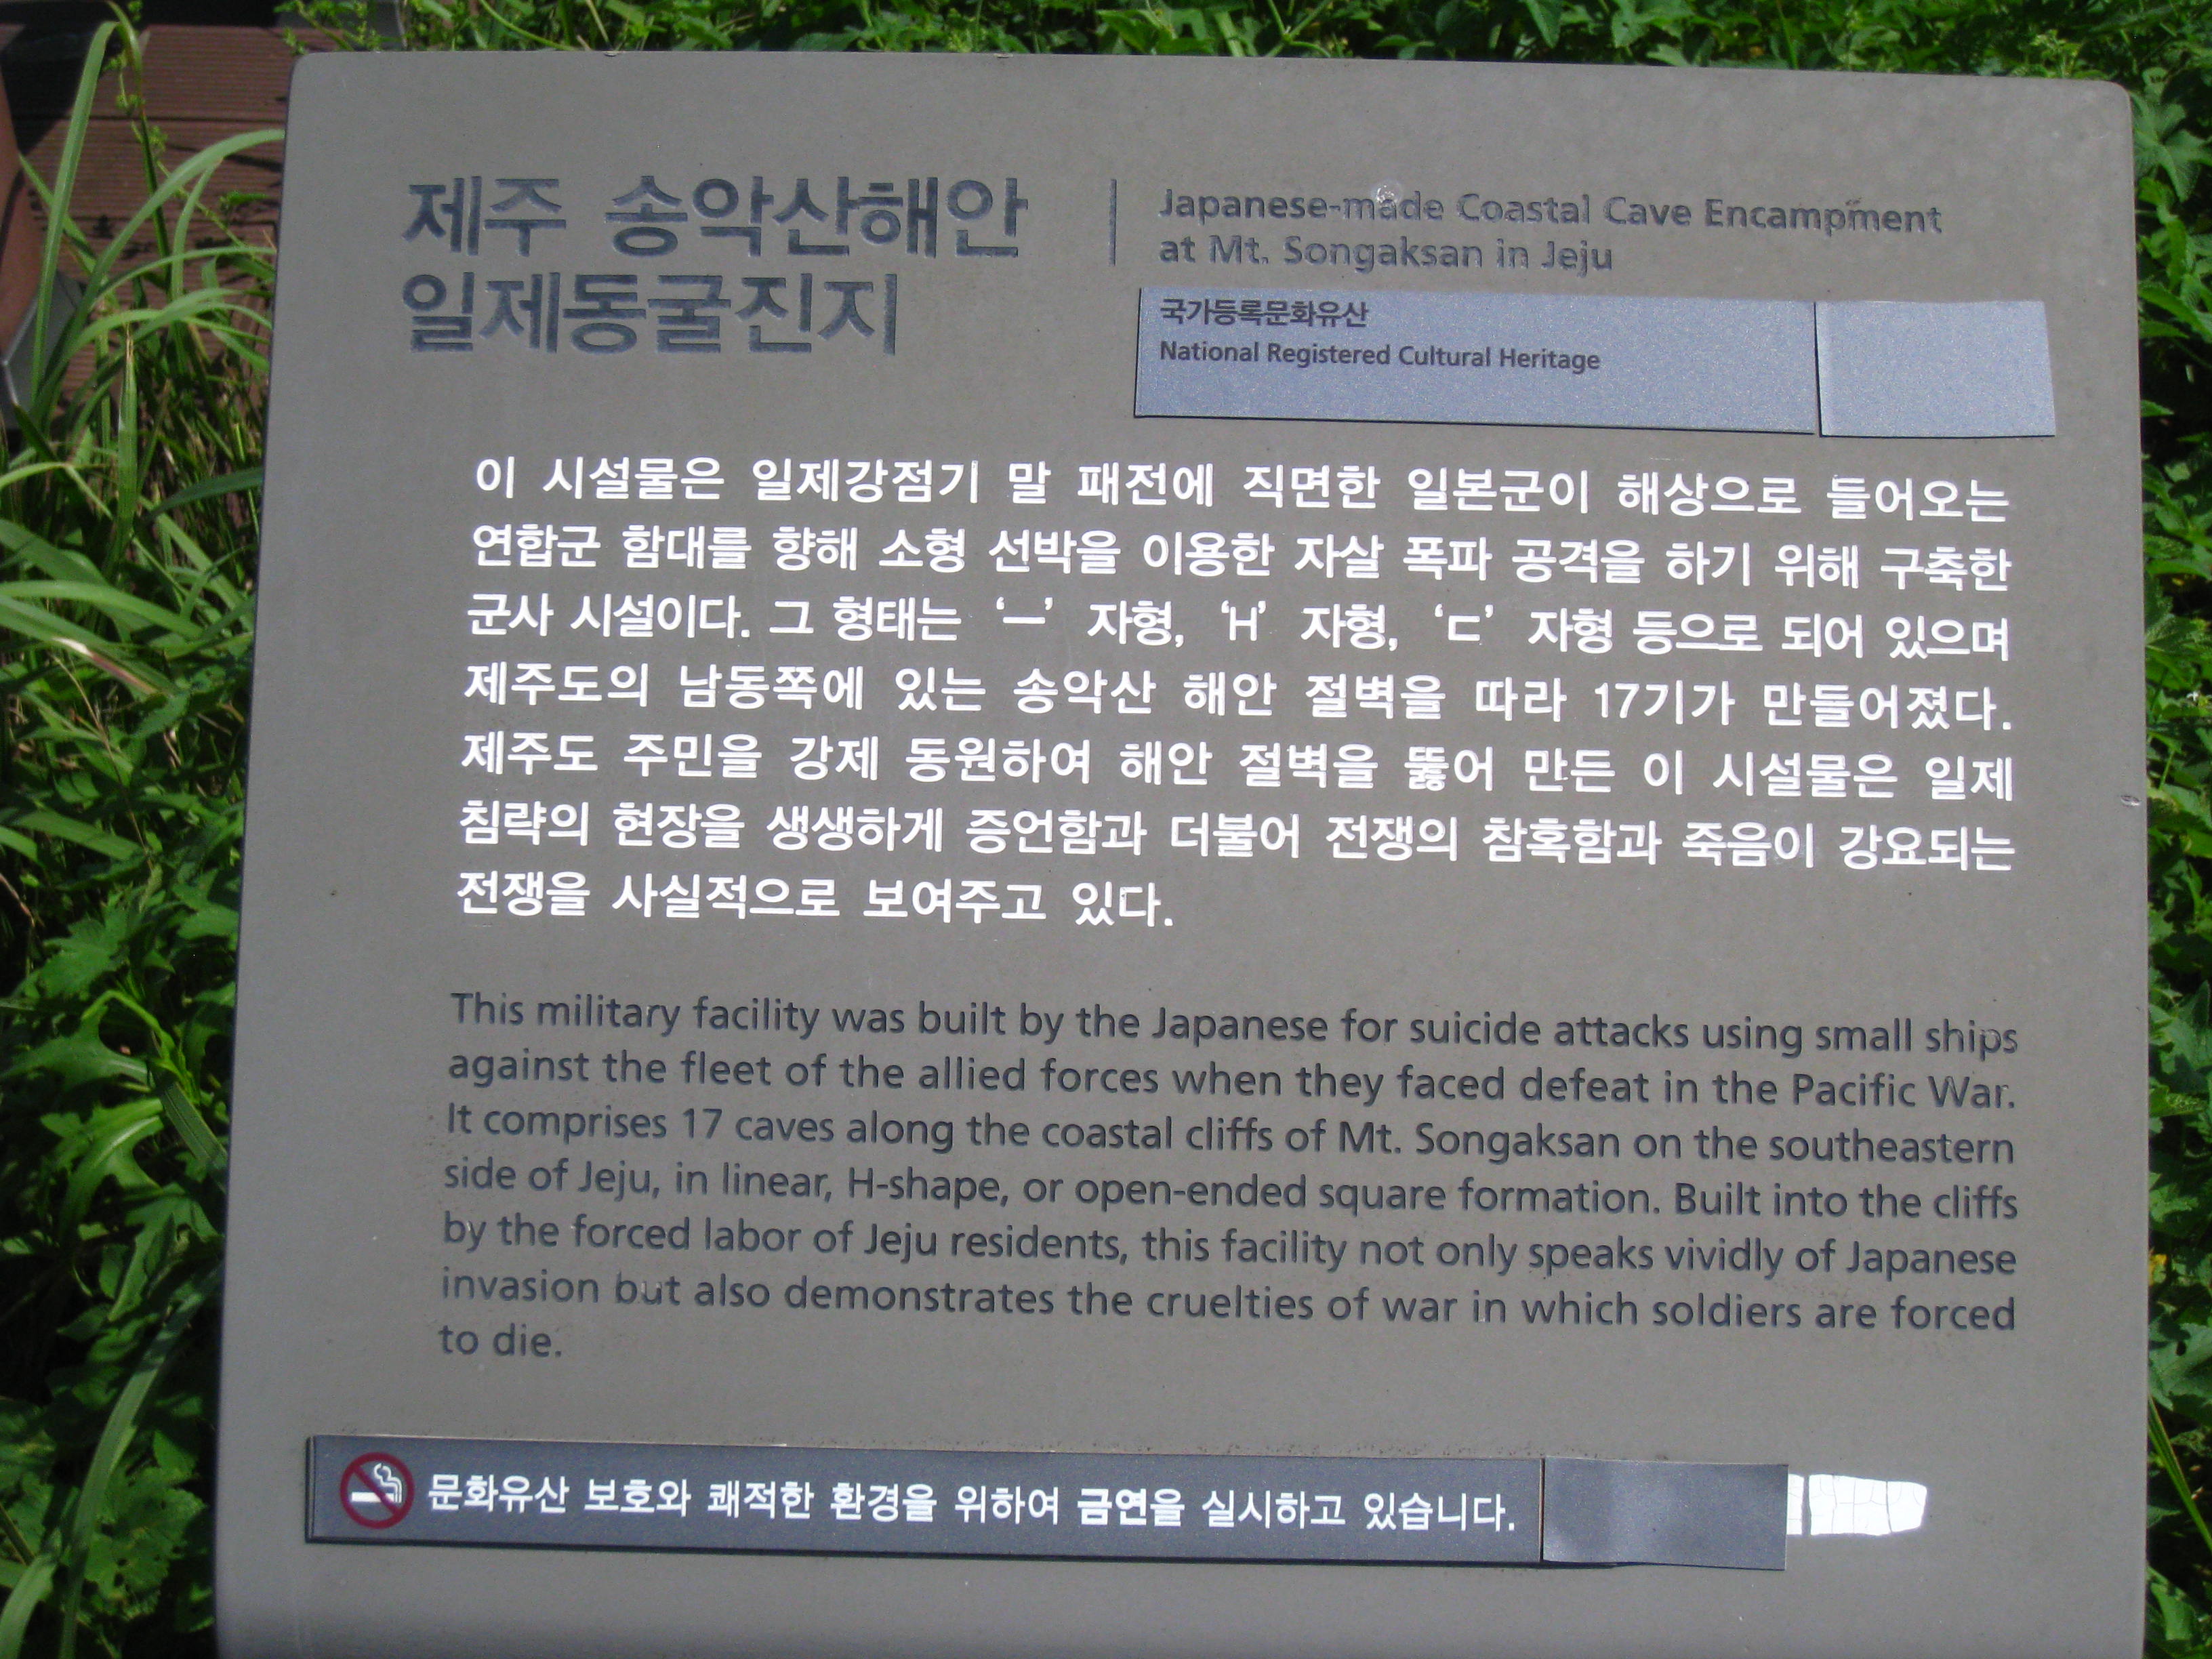 제주 송악산해안
일제동굴진지
Japanese-made Coastal Cave Encampment
at Mt. Songaksan in Jeju
국가등록문화유산
National Registered Cultural Heritage
이 시설물은 일제강점기 말 패전에 직면한 일본군이 해상으로 들어오는
연합군 함대를 향해 소형 선박을 이용한 자살 폭파 공격을 하기 위해 구축한
군사 시설이다. 그 형태는 ‘ㅡ’ 자형, ‘H’ 자형, ‘ㄷ’ 자형 등으로 되어 있으며
제주도의 남동쪽에 있는 송악산 해안 절벽을 따라 17기가 만들어졌다.
제주도 주민을 강제 동원하여 해안 절벽을 뚫어 만든 이 시설물은 일제
침략의 현장을 생생하게 증언함과 더불어 전쟁의 참혹함과 죽음이 강요되는
전쟁을 사실적으로 보여주고 있다.
This military facility was built by the Japanese for suicide attacks using small ships
against the fleet of the allied forces when they faced defeat in the Pacific War.
It comprises 17 caves along the coastal cliffs of Mt. Songaksan on the southeastern
side of Jeju, in linear, H-shape, or open-ended square formation. Built into the cliffs
by the forced labor of Jeju residents, this facility not only speaks vividly of Japanese
invasion but also demonstrates the cruelties of war in which soldiers are forced
to die.
문화유산 보호와 쾌적한 환경을 위하여 금연을 실시하고 있습니다.